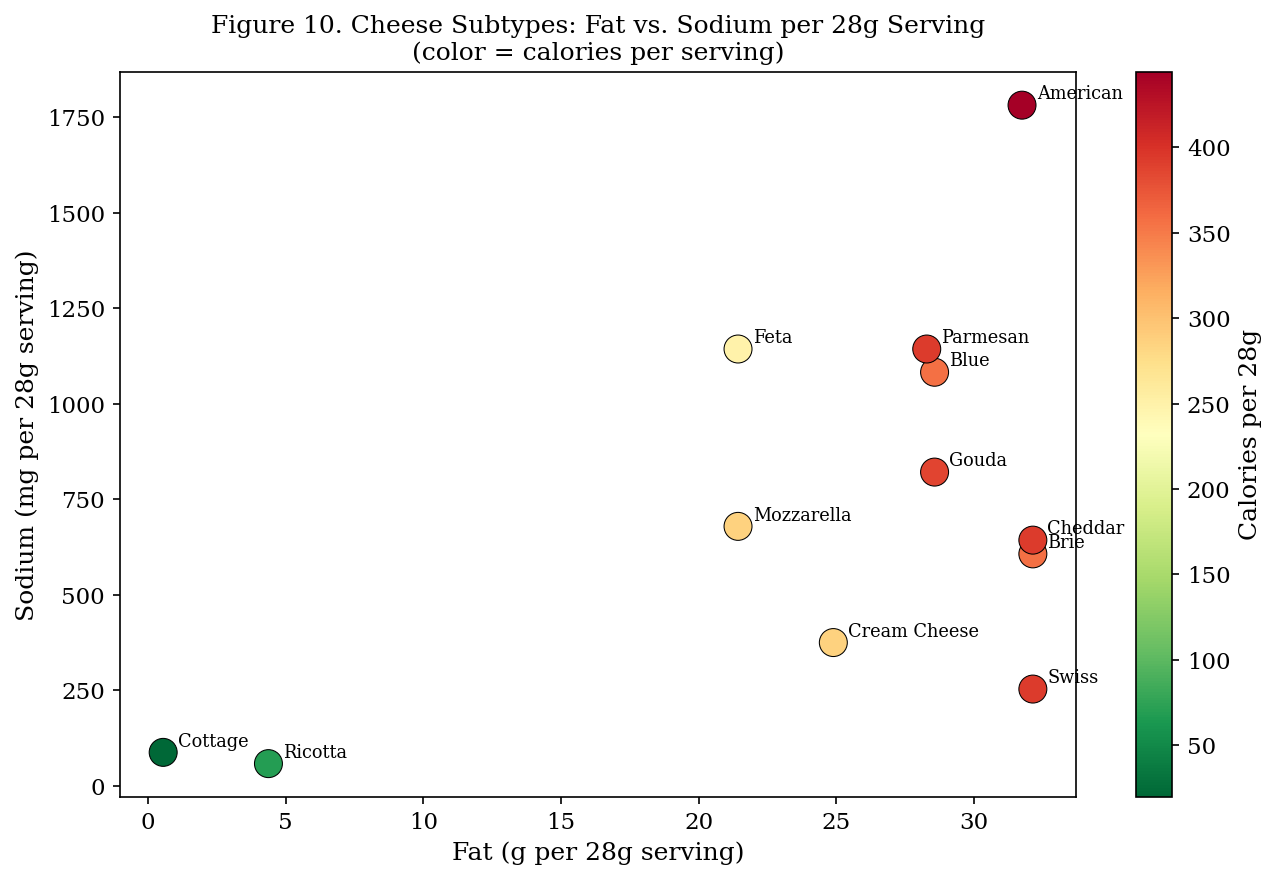 Figure 10. Cheese Subtypes: Fat vs. Sodium per 28g Serving
(color = calories per serving)
Sodium (mg per 28g serving)
1750
1500
1250
1000
750
500
250
0
American
Feta
Parmesan
Blue
Gouda
Mozzarella
Cheddar
Brie
Cream Cheese
Swiss
Cottage
Ricotta
0
5
10
15
20
25
30
Fat (g per 28g serving)
400
350
300
250
200
150
100
50
Calories per 28g